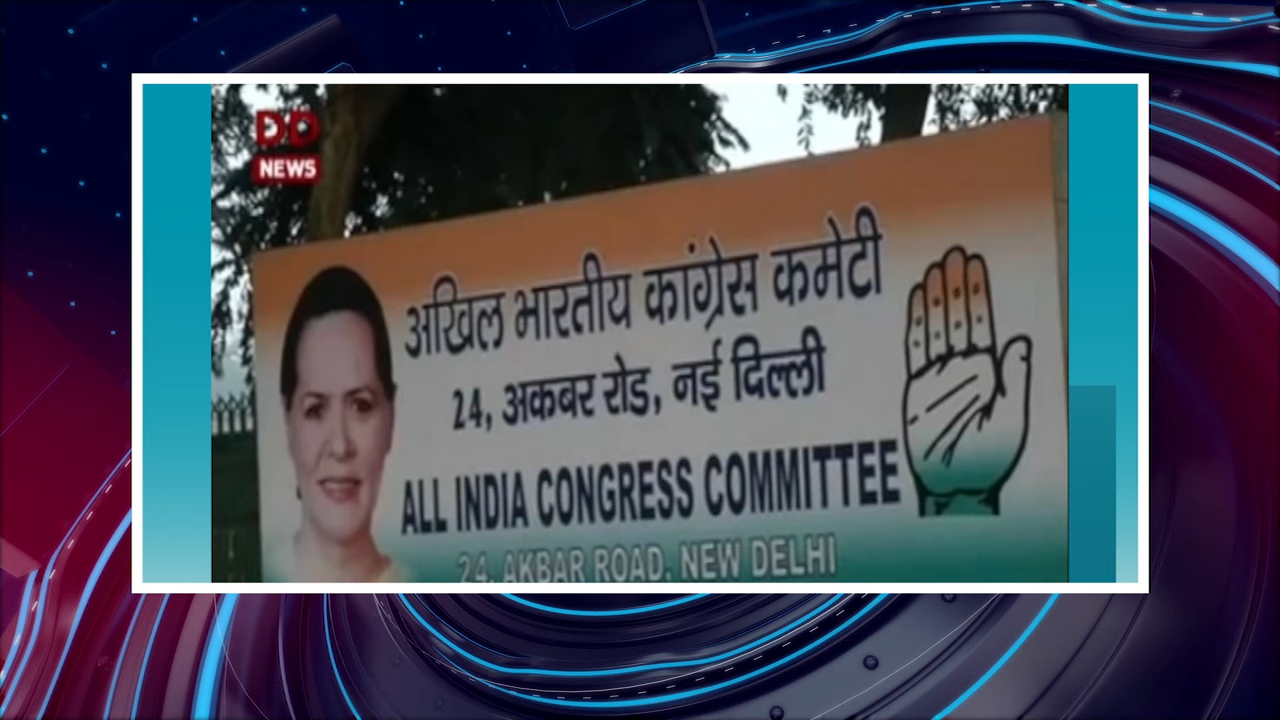 DD
NEWS
अखिल भारतीय कांग्रेस कमेटी
24, अकबर रोड, नई दिल्ली
ALL INDIA CONGRESS COMMITTEE
24, AKBAR ROAD, NEW DELHI